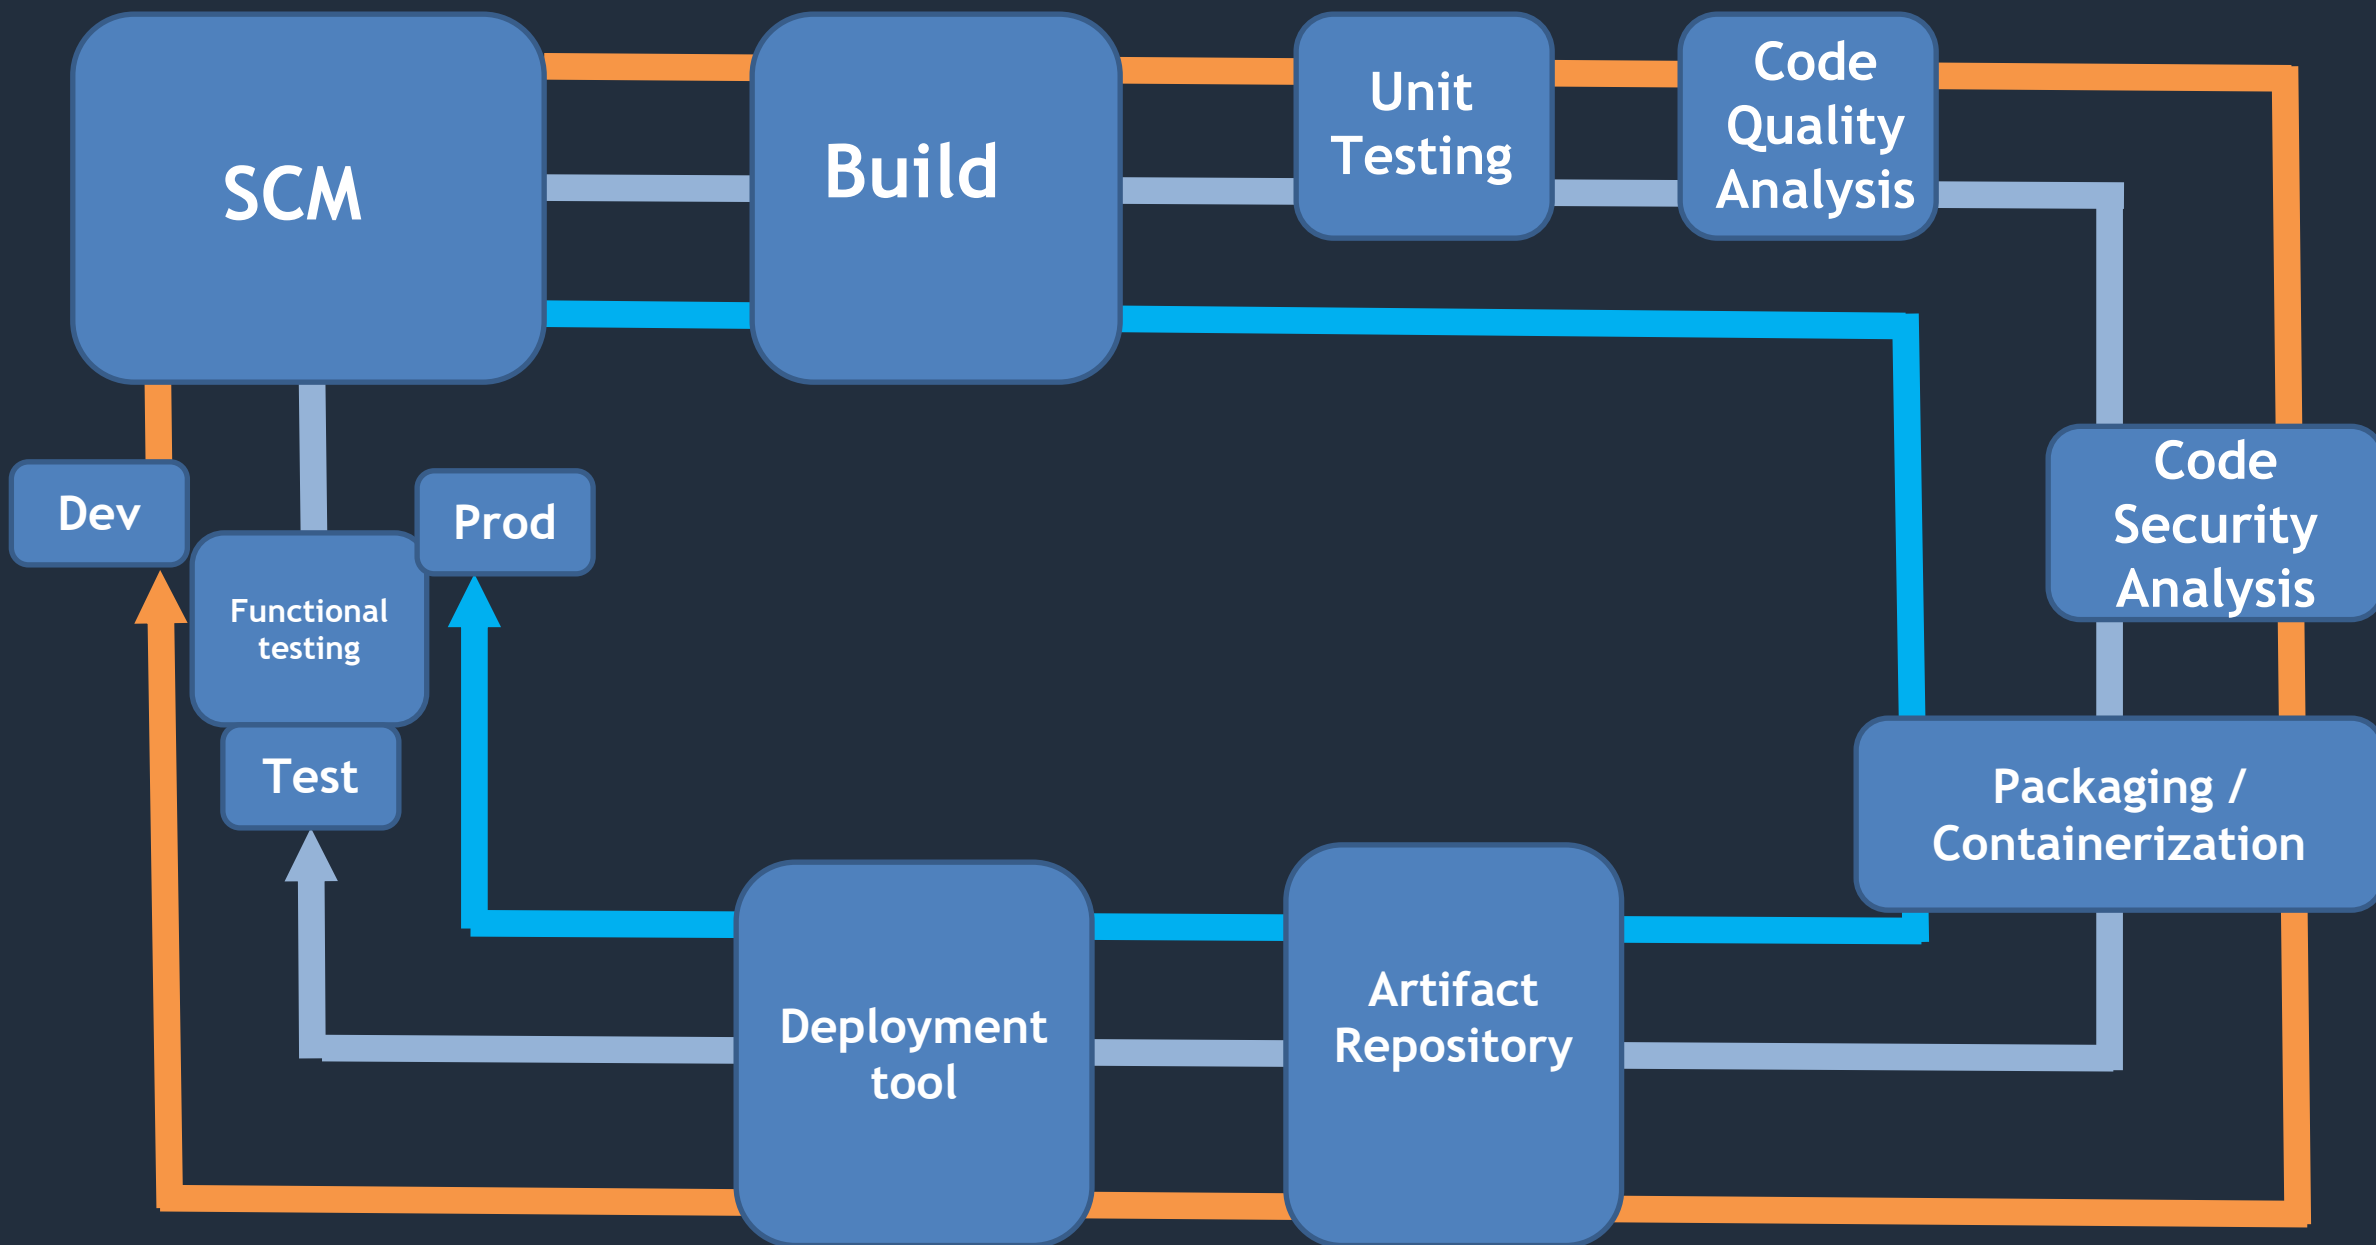 SCM
Build
Unit
Testing
Code
Quality
Analysis
Dev
Prod
Functional
testing
Test
Code
Security
Analysis
Packaging /
Containerization
Deployment
tool
Artifact
Repository